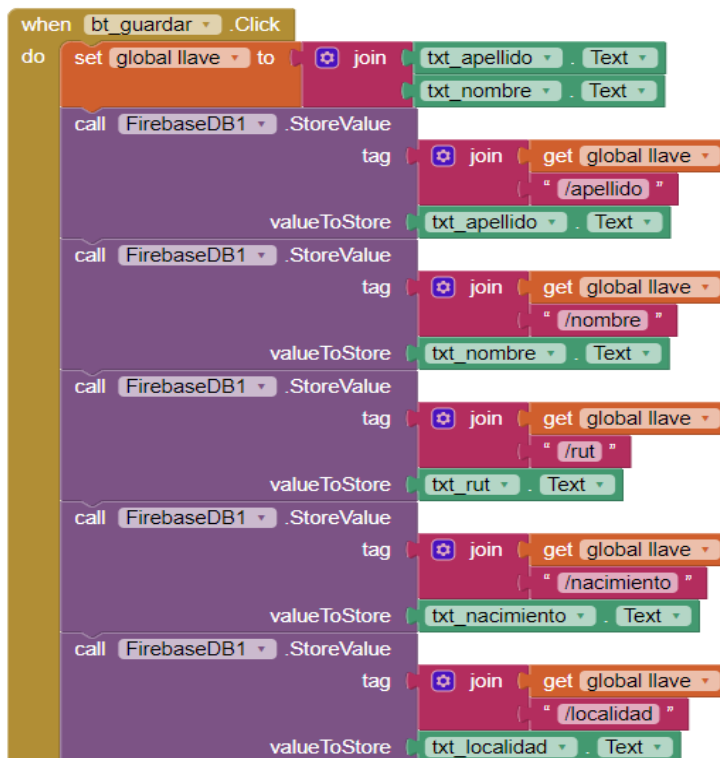 when bt_guardar .Click
do set global llave to join txt_apellido . Text
txt_nombre . Text
call FirebaseDB1 .StoreValue
tag join get global llave
“ /apellido ”
valueToStore txt_apellido . Text
call FirebaseDB1 .StoreValue
tag join get global llave
“ /nombre ”
valueToStore txt_nombre . Text
call FirebaseDB1 .StoreValue
tag join get global llave
“ /rut ”
valueToStore txt_rut . Text
call FirebaseDB1 .StoreValue
tag join get global llave
“ /nacimiento ”
valueToStore txt_nacimiento . Text
call FirebaseDB1 .StoreValue
tag join get global llave
“ /localidad ”
valueToStore txt_localidad . Text